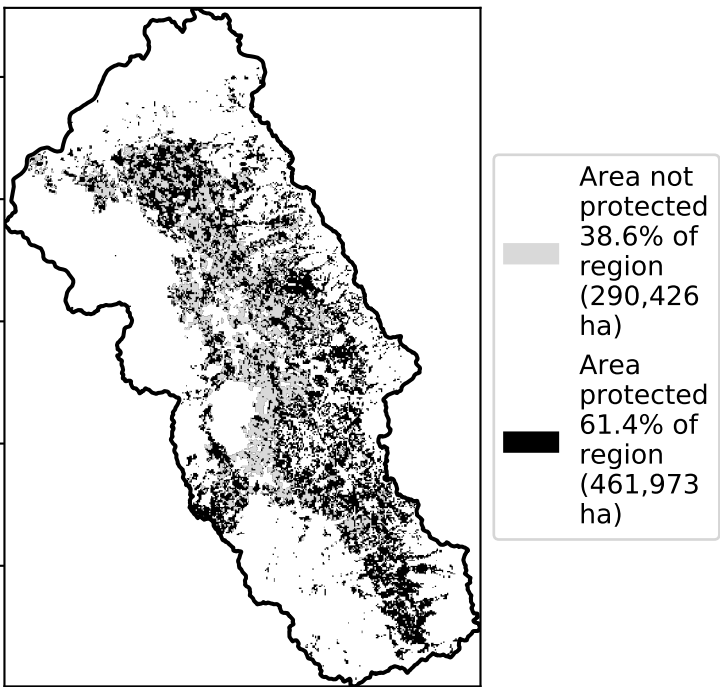 Area not
protected
38.6% of
region
(290,426
ha)
Area
protected
61.4% of
region
(461,973
ha)